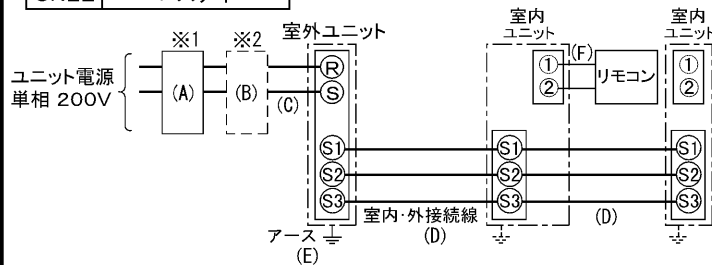 ※1
※2
室外ユニット
室内
ユニット
室内
ユニット
ユニット電源
単相 200V
(A)
(B)
(C)
R
S
①
②
(F)
リモコン
①
②
S1
S2
S3
S1
S2
S3
S1
S2
S3
室内・外接続線
(D)
(D)
アース
(E)